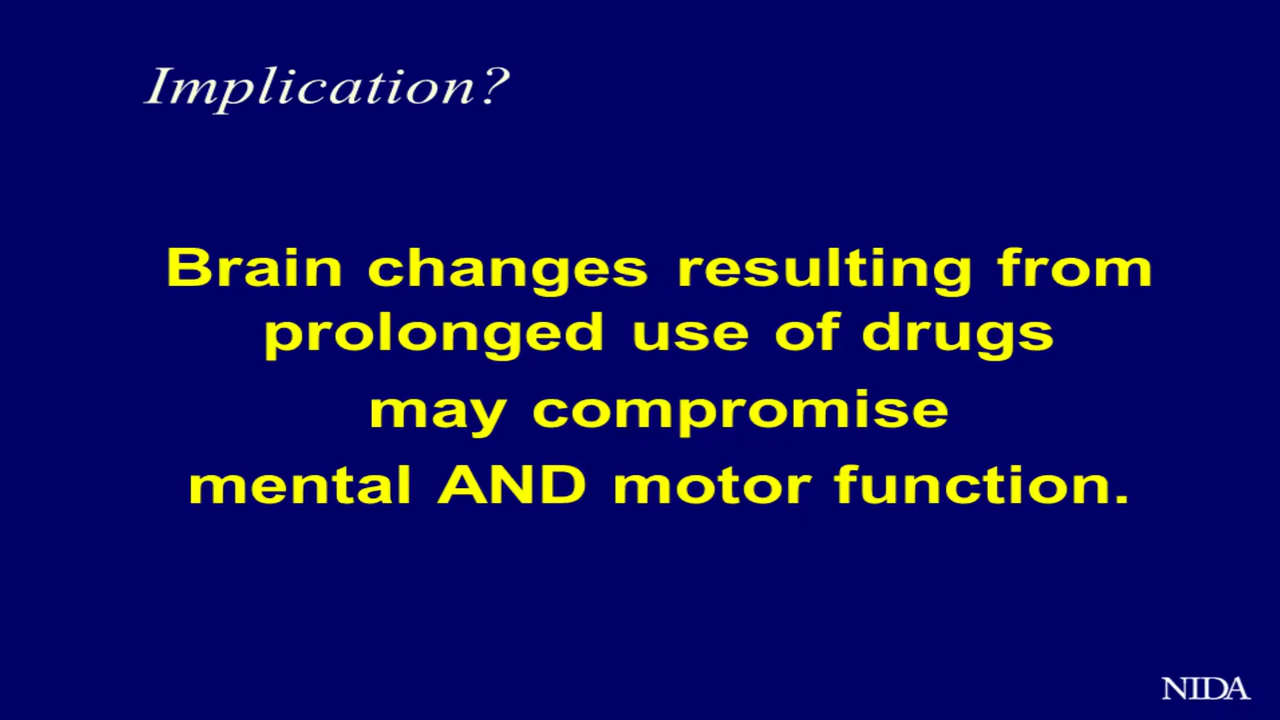 Implication?
Brain changes resulting from
prolonged use of drugs
may compromise
mental AND motor function.
NIDA